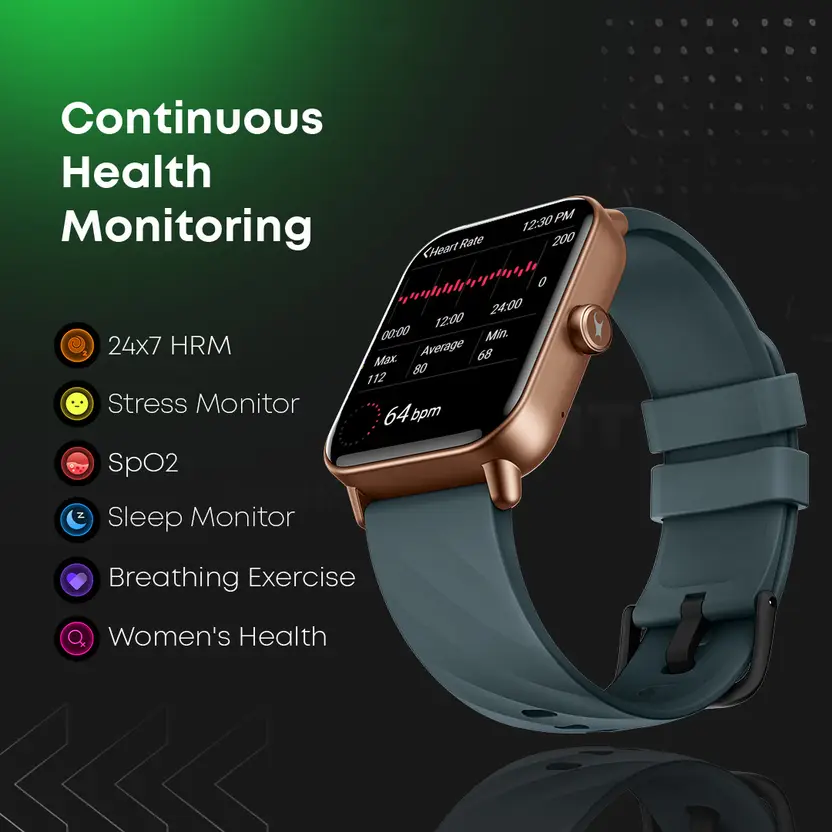 Continuous
Health
Monitoring
24x7 HRM
Stress Monitor
SpO2
Sleep Monitor
Breathing Exercise
Women's Health
Heart Rate
12:30 PM
200
0
00:00 12:00 24:00
Max. Average Min.
112 80 68
64 bpm